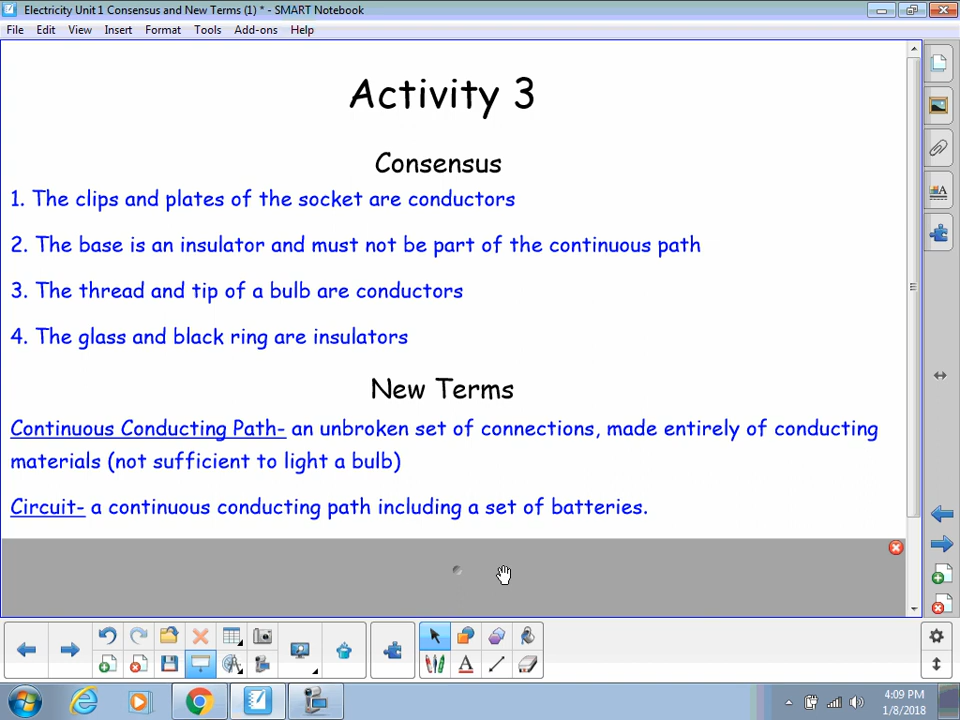 Electricity Unit 1 Consensus and New Terms (1) * - SMART Notebook
File Edit View Insert Format Tools Add-ons Help
Activity 3
Consensus
1. The clips and plates of the socket are conductors
2. The base is an insulator and must not be part of the continuous path
3. The thread and tip of a bulb are conductors
4. The glass and black ring are insulators
New Terms
Continuous Conducting Path- an unbroken set of connections, made entirely of conducting
materials (not sufficient to light a bulb)
Circuit- a continuous conducting path including a set of batteries.
4:09 PM
1/8/2018